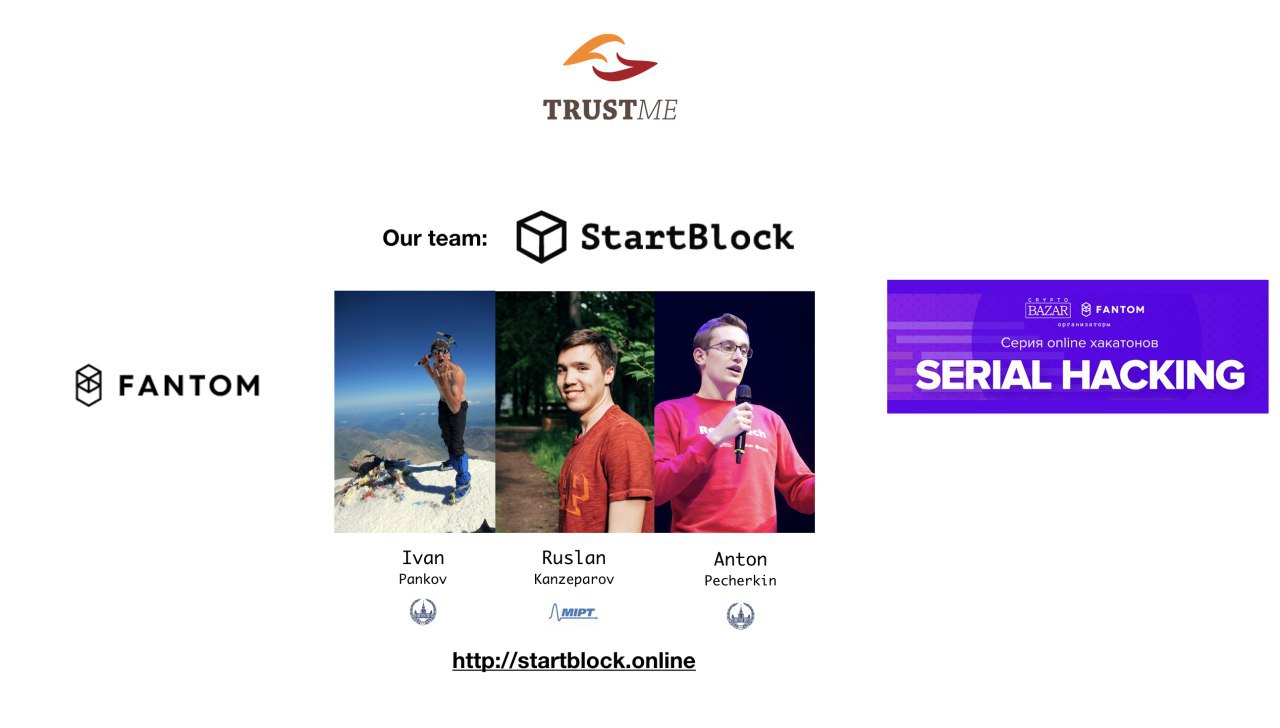 TRUSTME
Our team:
StartBlock
FANTOM
CRYPTO
BAZAR
FANTOM
организаторы
Серия online хакатонов
SERIAL HACKING
Ivan
Pankov
Ruslan
Kanzeparov
MIPT
Anton
Pecherkin
http://startblock.online